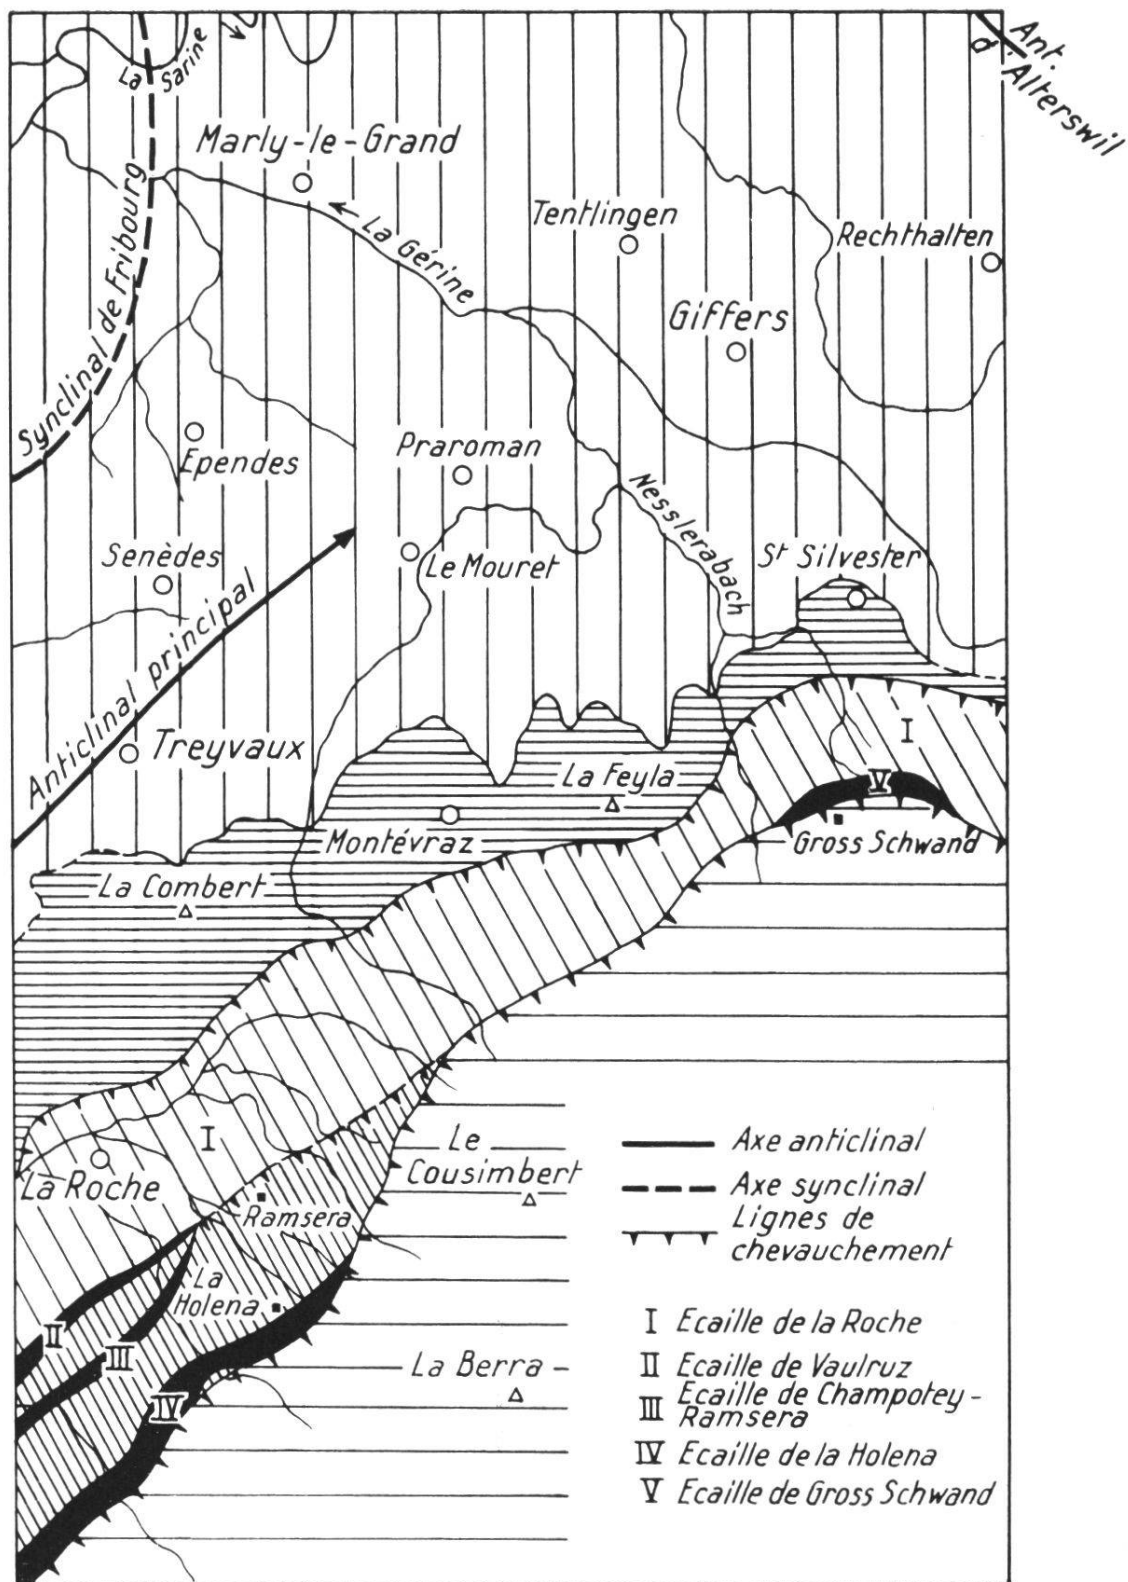 La Sarine
Ant.
d'Alterswil
Marly-le-Grand
Synclinal de Fribourg
La Gérine
Tentlingen
Rechthalten
Giffers
Ependes
Praroman
Nesslerabach
Senèdes
Le Mouret
St Silvester
Anticlinal principal
Treyvaux
I
La Feyla
V
Montévraz
Gross Schwand
La Combert
I
Le
Cousimbert
La Roche
Ramsera
La
Holena
II
III
La Berra
IV
Axe anticlinal
Axe synclinal
Lignes de
chevauchement
I Ecaille de la Roche
II Ecaille de Vaulruz
III Ecaille de Champotey-
Ramsera
IV Ecaille de la Holena
V Ecaille de Gross Schwand